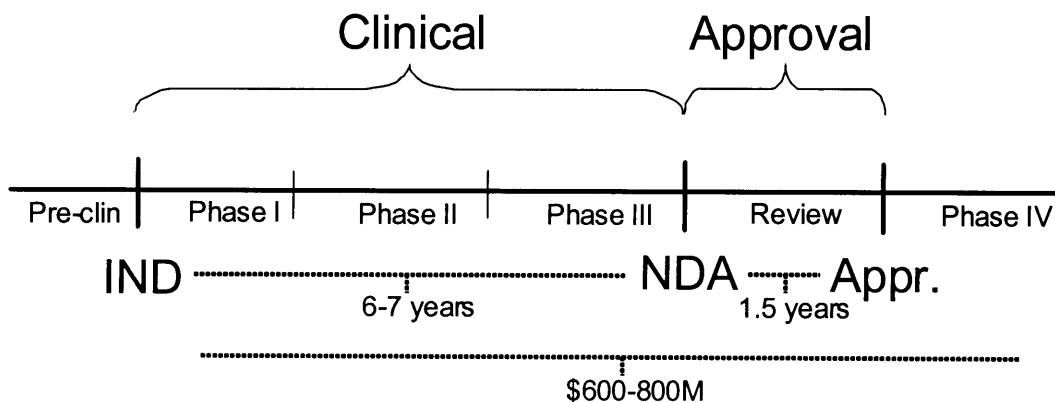 Clinical Approval
Pre-clin Phase I Phase II Phase III Review Phase IV
IND NDA Appr.
6-7 years 1.5 years
$600-800M